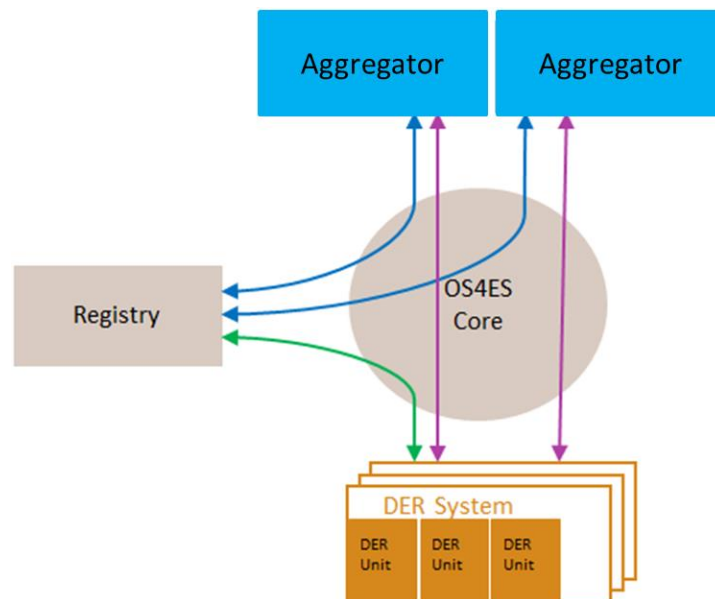 Aggregator
Aggregator
OS4ES
Core
Registry
DER System
DER
Unit
DER
Unit
DER
Unit